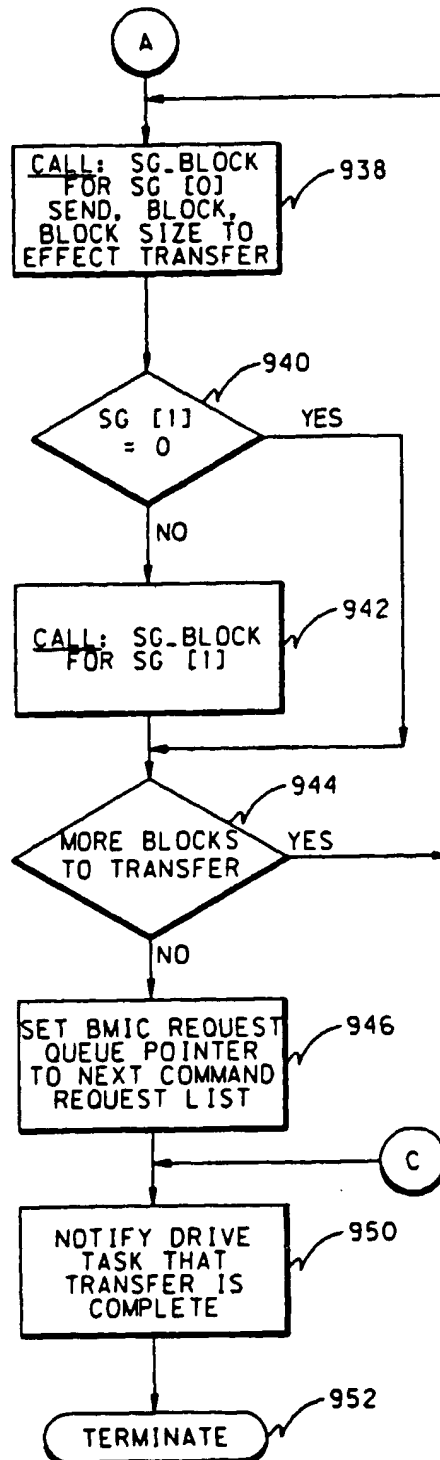 A
CALL: SG_BLOCK
FOR SG [0]
SEND, BLOCK,
BLOCK SIZE TO
EFFECT TRANSFER
938
940
SG [1]
= 0
YES
NO
942
CALL: SG_BLOCK
FOR SG [1]
944
MORE BLOCKS
TO TRANSFER
YES
NO
SET BMIC REQUEST
QUEUE POINTER
TO NEXT COMMAND
REQUEST LIST
946
C
NOTIFY DRIVE
TASK THAT
TRANSFER IS
COMPLETE
950
952
TERMINATE